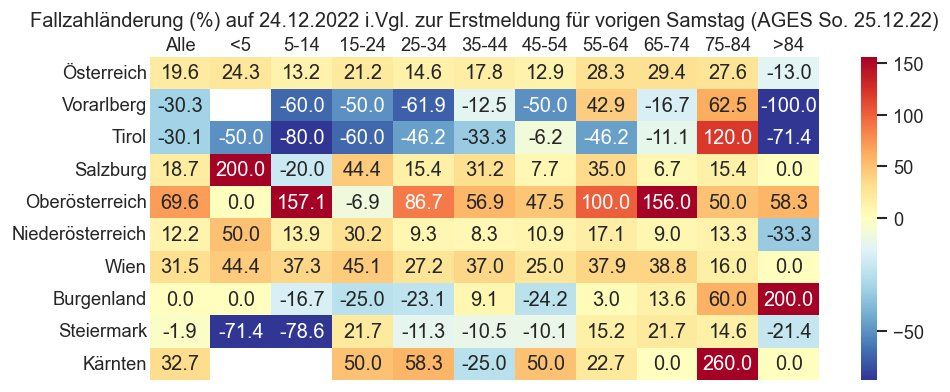 Fallzahländerung (%) auf 24.12.2022 i.Vgl. zur Erstmeldung für vorigen Samstag (AGES So. 25.12.22)
Alle <5 5-14 15-24 25-34 35-44 45-54 55-64 65-74 75-84 >84
Österreich 19.6 24.3 13.2 21.2 14.6 17.8 12.9 28.3 29.4 27.6 -13.0
Vorarlberg -30.3 -60.0 -50.0 -61.9 -12.5 -50.0 42.9 -16.7 62.5 -100.0
Tirol -30.1 -50.0 -80.0 -60.0 -46.2 -33.3 -6.2 -46.2 -11.1 120.0 -71.4
Salzburg 18.7 200.0 -20.0 44.4 15.4 31.2 7.7 35.0 6.7 15.4 0.0
Oberösterreich 69.6 0.0 157.1 -6.9 86.7 56.9 47.5 100.0 156.0 50.0 58.3
Niederösterreich 12.2 50.0 13.9 30.2 9.3 8.3 10.9 17.1 9.0 13.3 -33.3
Wien 31.5 44.4 37.3 45.1 27.2 37.0 25.0 37.9 38.8 16.0 0.0
Burgenland 0.0 0.0 -16.7 -25.0 -23.1 9.1 -24.2 3.0 13.6 60.0 200.0
Steiermark -1.9 -71.4 -78.6 21.7 -11.3 -10.5 -10.1 15.2 21.7 14.6 -21.4
Kärnten 32.7 50.0 58.3 -25.0 50.0 22.7 0.0 260.0 0.0
150
100
50
0
−50